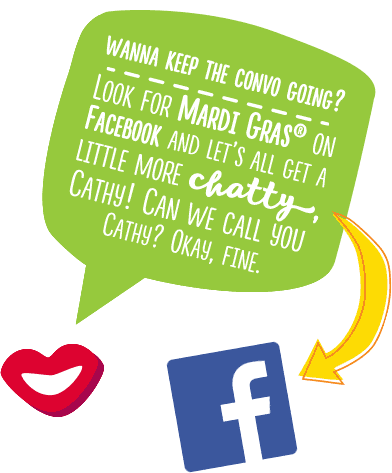 WANNA KEEP THE CONVO GOING?
LOOK FOR MARDI GRAS® ON
FACEBOOK AND LET'S ALL GET A
LITTLE MORE chatty,
CATHY! CAN WE CALL YOU
CATHY? OKAY, FINE.
f